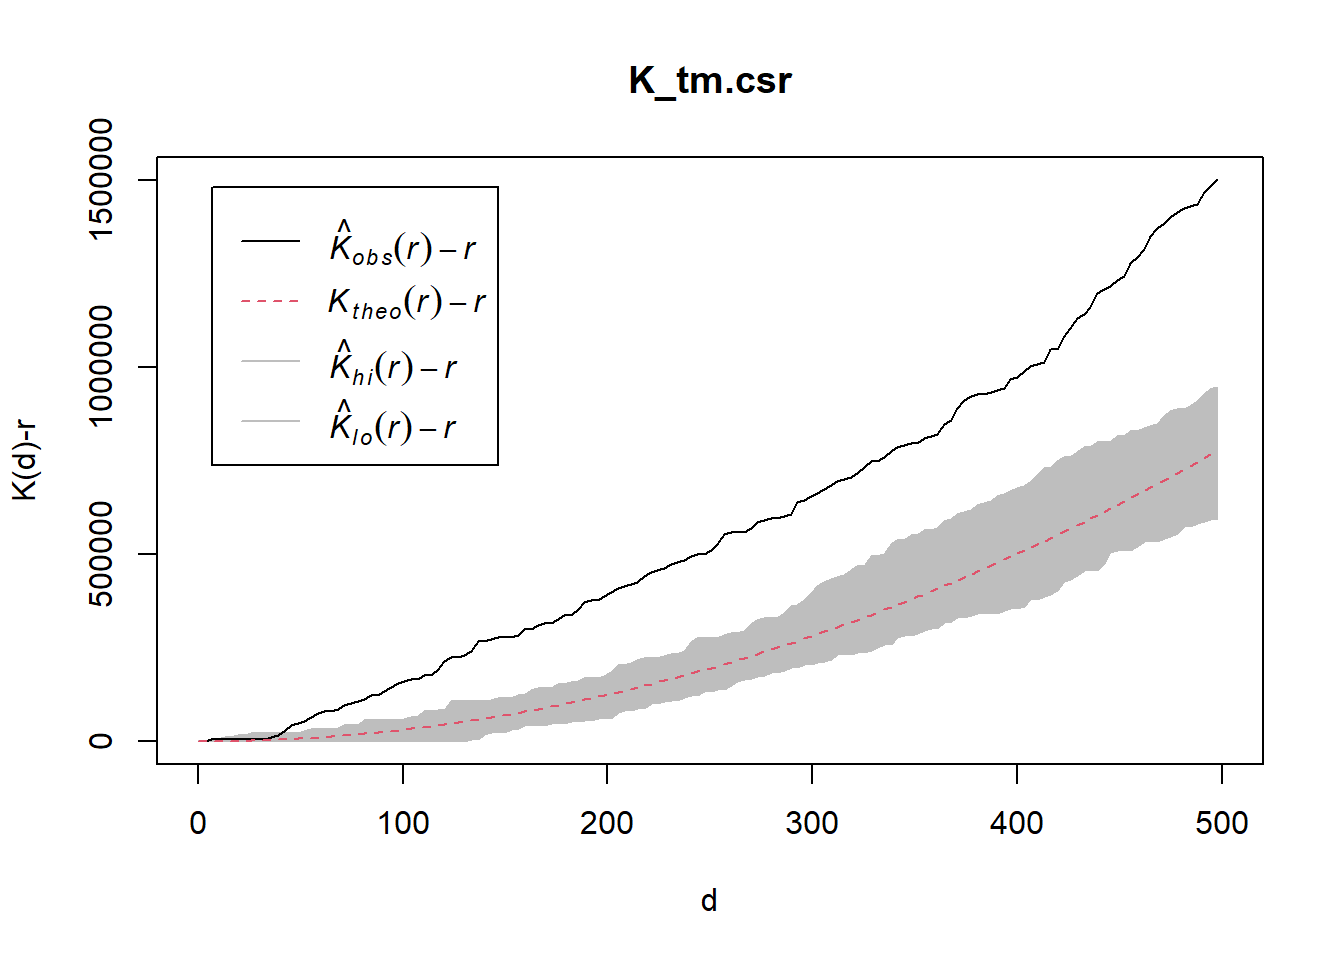 K_tm.csr
K̂obs(r) − r
Ktheo(r) − r
K̂hi(r) − r
K̂lo(r) − r
K(d)-r
1500000
1000000
500000
0
0 100 200 300 400 500
d